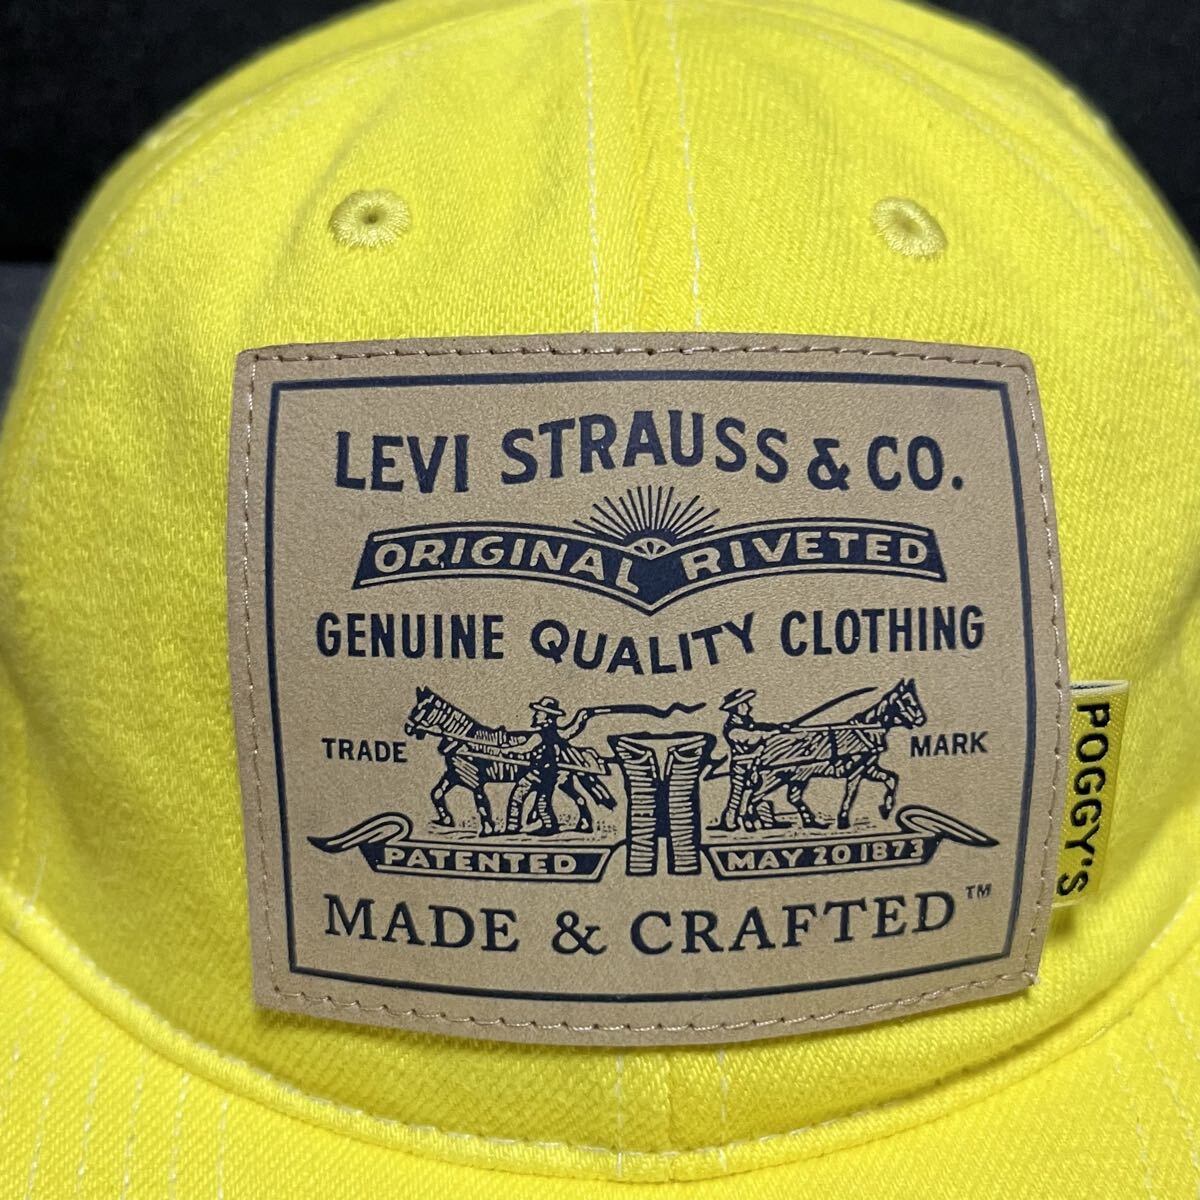 LEVI STRAUSS & CO.
ORIGINAL RIVETED
GENUINE QUALITY CLOTHING
TRADE MARK
PATENTED MAY 20 1873
MADE & CRAFTED™
POGGY'S